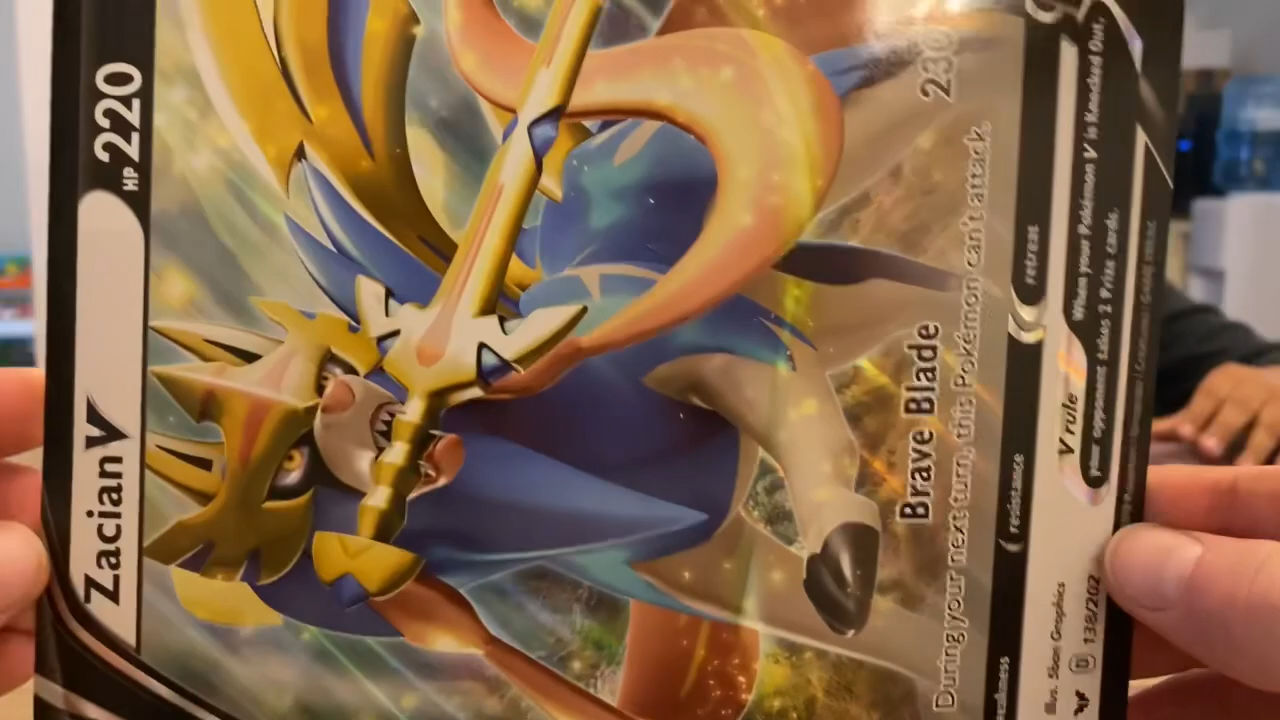 Zacian V
HP 220
Brave Blade
230
During your next turn, this Pokémon can't attack.
resistance
retreat
V rule
When your Pokémon V is Knocked Out,
your opponent takes 2 Prize cards.
Illus. 5ban Graphics
D 138/202